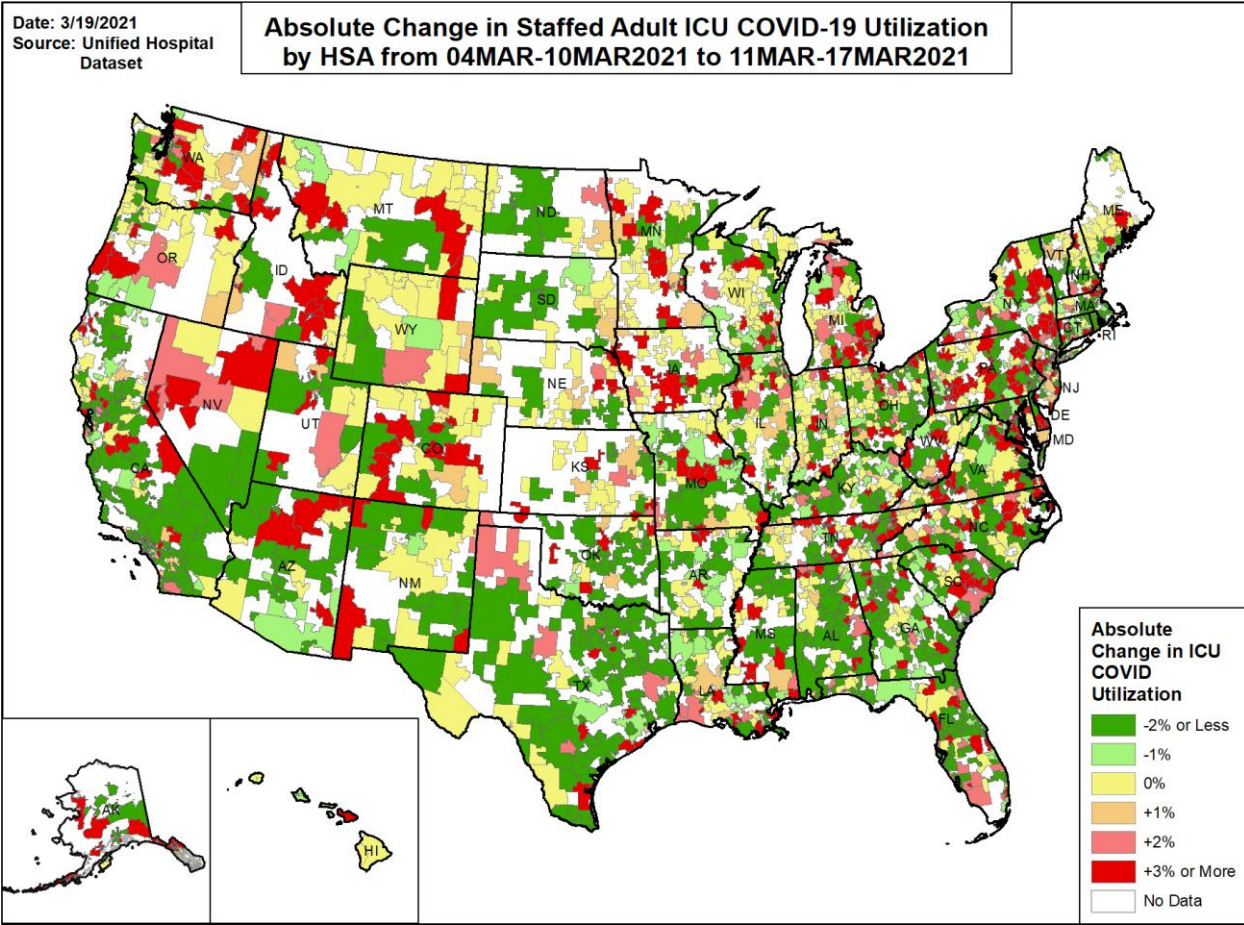 Date: 3/19/2021
Source: Unified Hospital
Dataset
Absolute Change in Staffed Adult ICU COVID-19 Utilization
by HSA from 04MAR-10MAR2021 to 11MAR-17MAR2021
WA
MT
ND
MN
ME
OR
ID
SD
WI
MI
VT
NH
NY
MA
CT
RI
WY
NE
IA
PA
NJ
NV
UT
CO
KS
MO
IL
IN
OH
WV
DE
MD
VA
KY
CA
AZ
NM
OK
AR
TN
NC
SC
MS
AL
GA
TX
LA
FL
AK
HI
Absolute
Change in ICU
COVID
Utilization
-2% or Less
-1%
0%
+1%
+2%
+3% or More
No Data